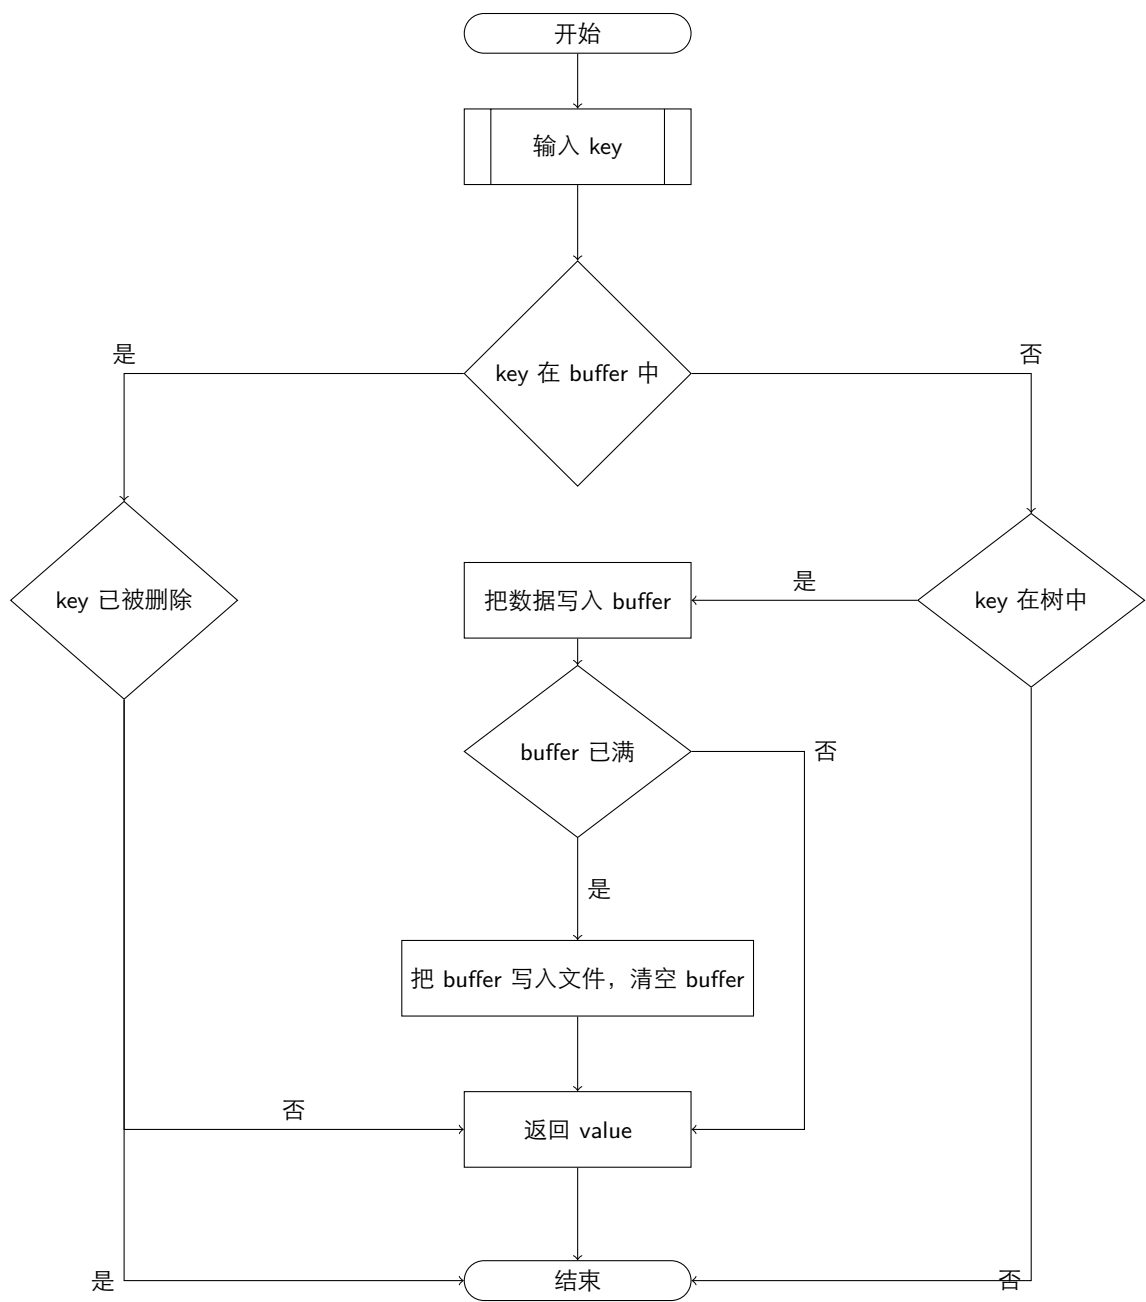 开始
输入 key
key 在 buffer 中
是
否
key 已被删除
把数据写入 buffer
是
key 在树中
buffer 已满
否
是
把 buffer 写入文件，清空 buffer
否
返回 value
是
结束
否